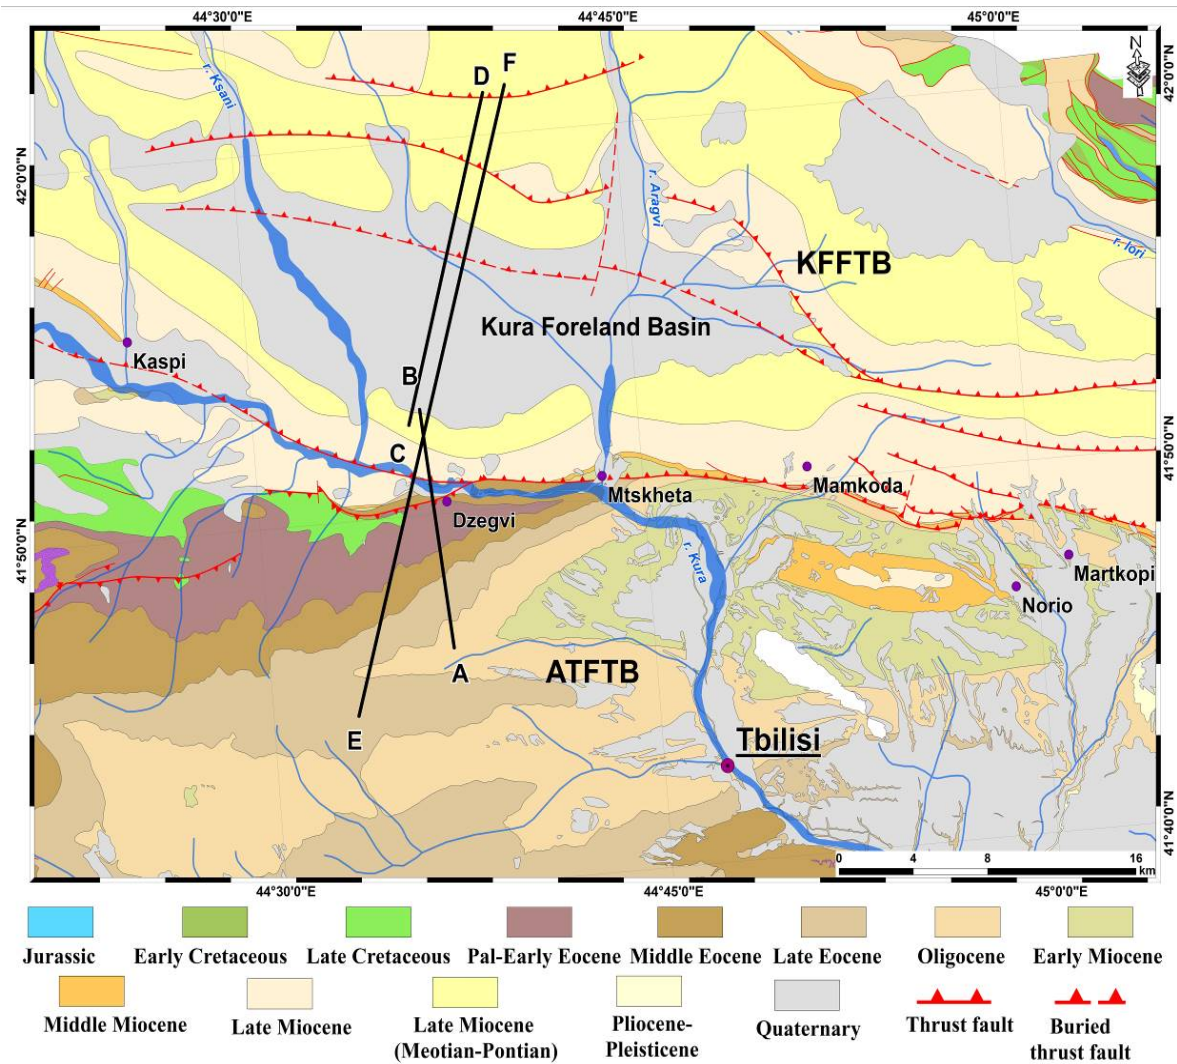 44°30'0"E
44°45'0"E
45°0'0"E
N
D
F
r. Ksani
42°0'0"N
42°0'0"N
r. Aragvi
r. Iori
KFFTB
Kura Foreland Basin
Kaspi
B
C
41°50'0"N
Mamkoda
Mtskheta
Dzegvi
41°50'0"N
r. Kura
Martkopi
Norio
A
ATFTB
E
Tbilisi
41°40'0"N
0
4
8
16
km
44°30'0"E
44°45'0"E
45°0'0"E
Jurassic
Early Cretaceous
Late Cretaceous
Pal-Early Eocene
Middle Eocene
Late Eocene
Oligocene
Early Miocene
Middle Miocene
Late Miocene
Late Miocene
(Meotian-Pontian)
Pliocene-
Pleisticene
Quaternary
Thrust fault
Buried
thrust fault